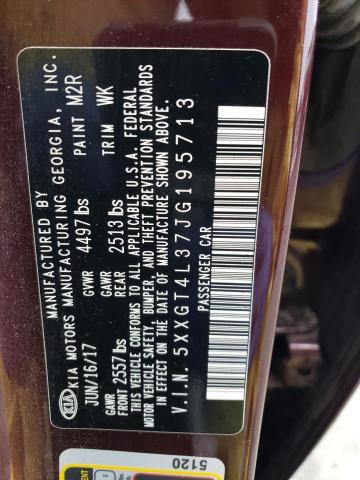 MANUFACTURED BY
KIA KIA MOTORS MANUFACTURING GEORGIA, INC.
JUN/16/17 GVWR 4497 lbs PAINT M2R
GAWR FRONT 2557 lbs GAWR REAR 2513 lbs TRIM WK
THIS VEHICLE CONFORMS TO ALL APPLICABLE U.S.A. FEDERAL
MOTOR VEHICLE SAFETY, BUMPER, AND THEFT PREVENTION STANDARDS
IN EFFECT ON THE DATE OF MANUFACTURE SHOWN ABOVE.
V.I.N. 5XXGT4L37JG195713
PASSENGER CAR
5120